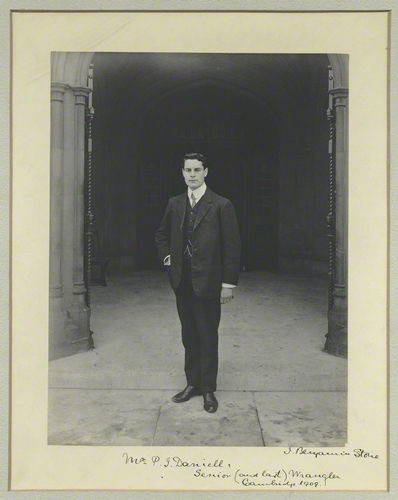 J. Benjamin Stone
Mr P. J. Daniell,
Senior (and last) Wrangler
Cambridge 1909.